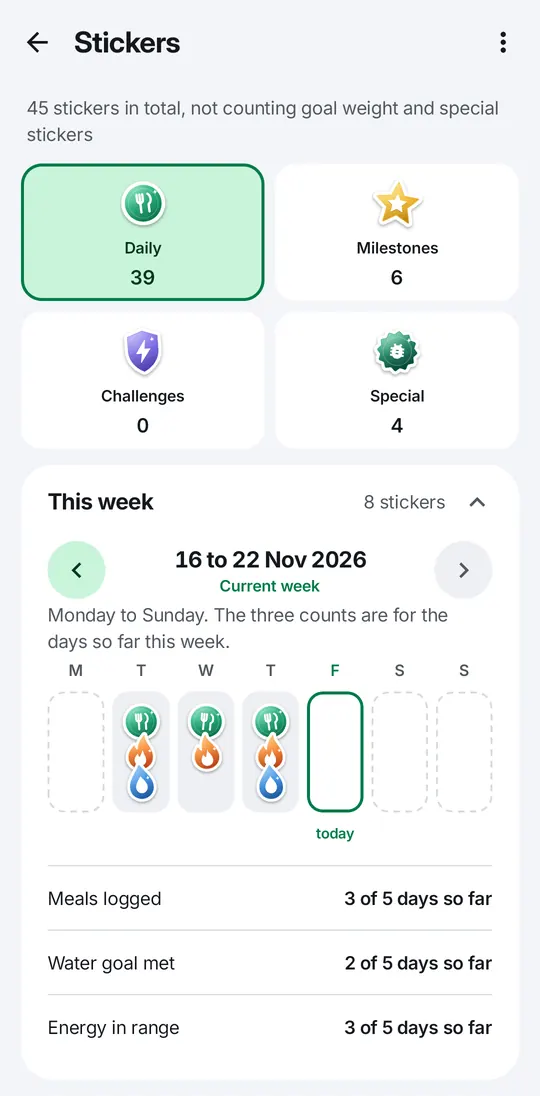 Stickers
45 stickers in total, not counting goal weight and special
stickers
Daily
39
Milestones
6
Challenges
0
Special
4
This week
8 stickers
16 to 22 Nov 2026
Current week
Monday to Sunday. The three counts are for the
days so far this week.
M T W T F S S
today
Meals logged 3 of 5 days so far
Water goal met 2 of 5 days so far
Energy in range 3 of 5 days so far